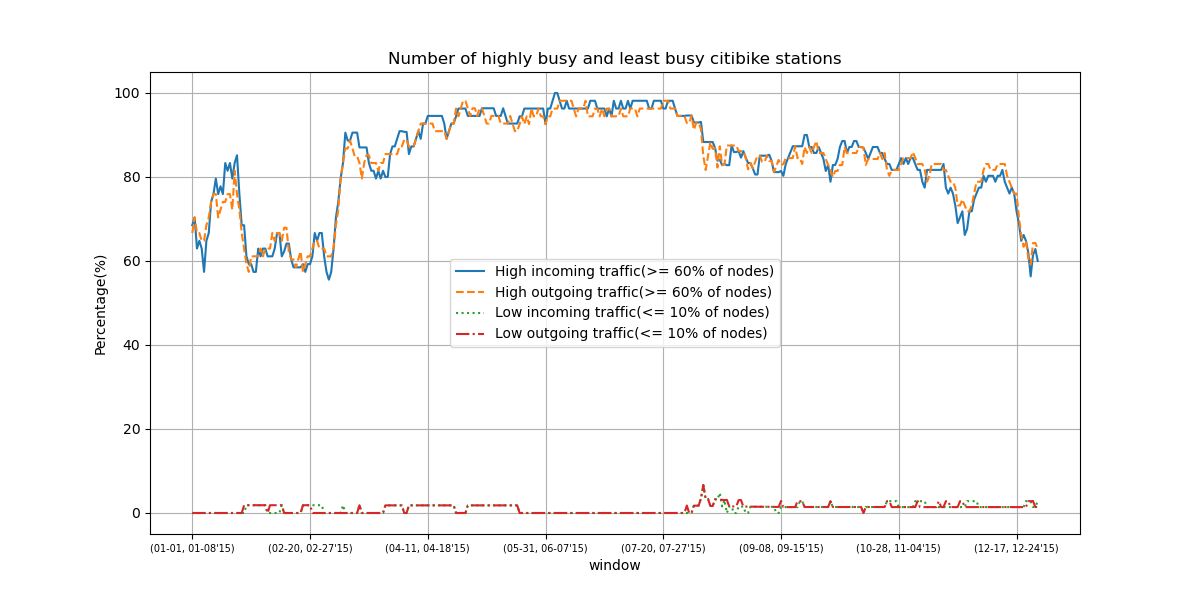 Number of highly busy and least busy citibike stations
100
80
60
40
20
0
Percentage(%)
High incoming traffic(>= 60% of nodes)
High outgoing traffic(>= 60% of nodes)
Low incoming traffic(<= 10% of nodes)
Low outgoing traffic(<= 10% of nodes)
(01-01, 01-08'15) (02-20, 02-27'15) (04-11, 04-18'15) (05-31, 06-07'15) (07-20, 07-27'15) (09-08, 09-15'15) (10-28, 11-04'15) (12-17, 12-24'15)
window